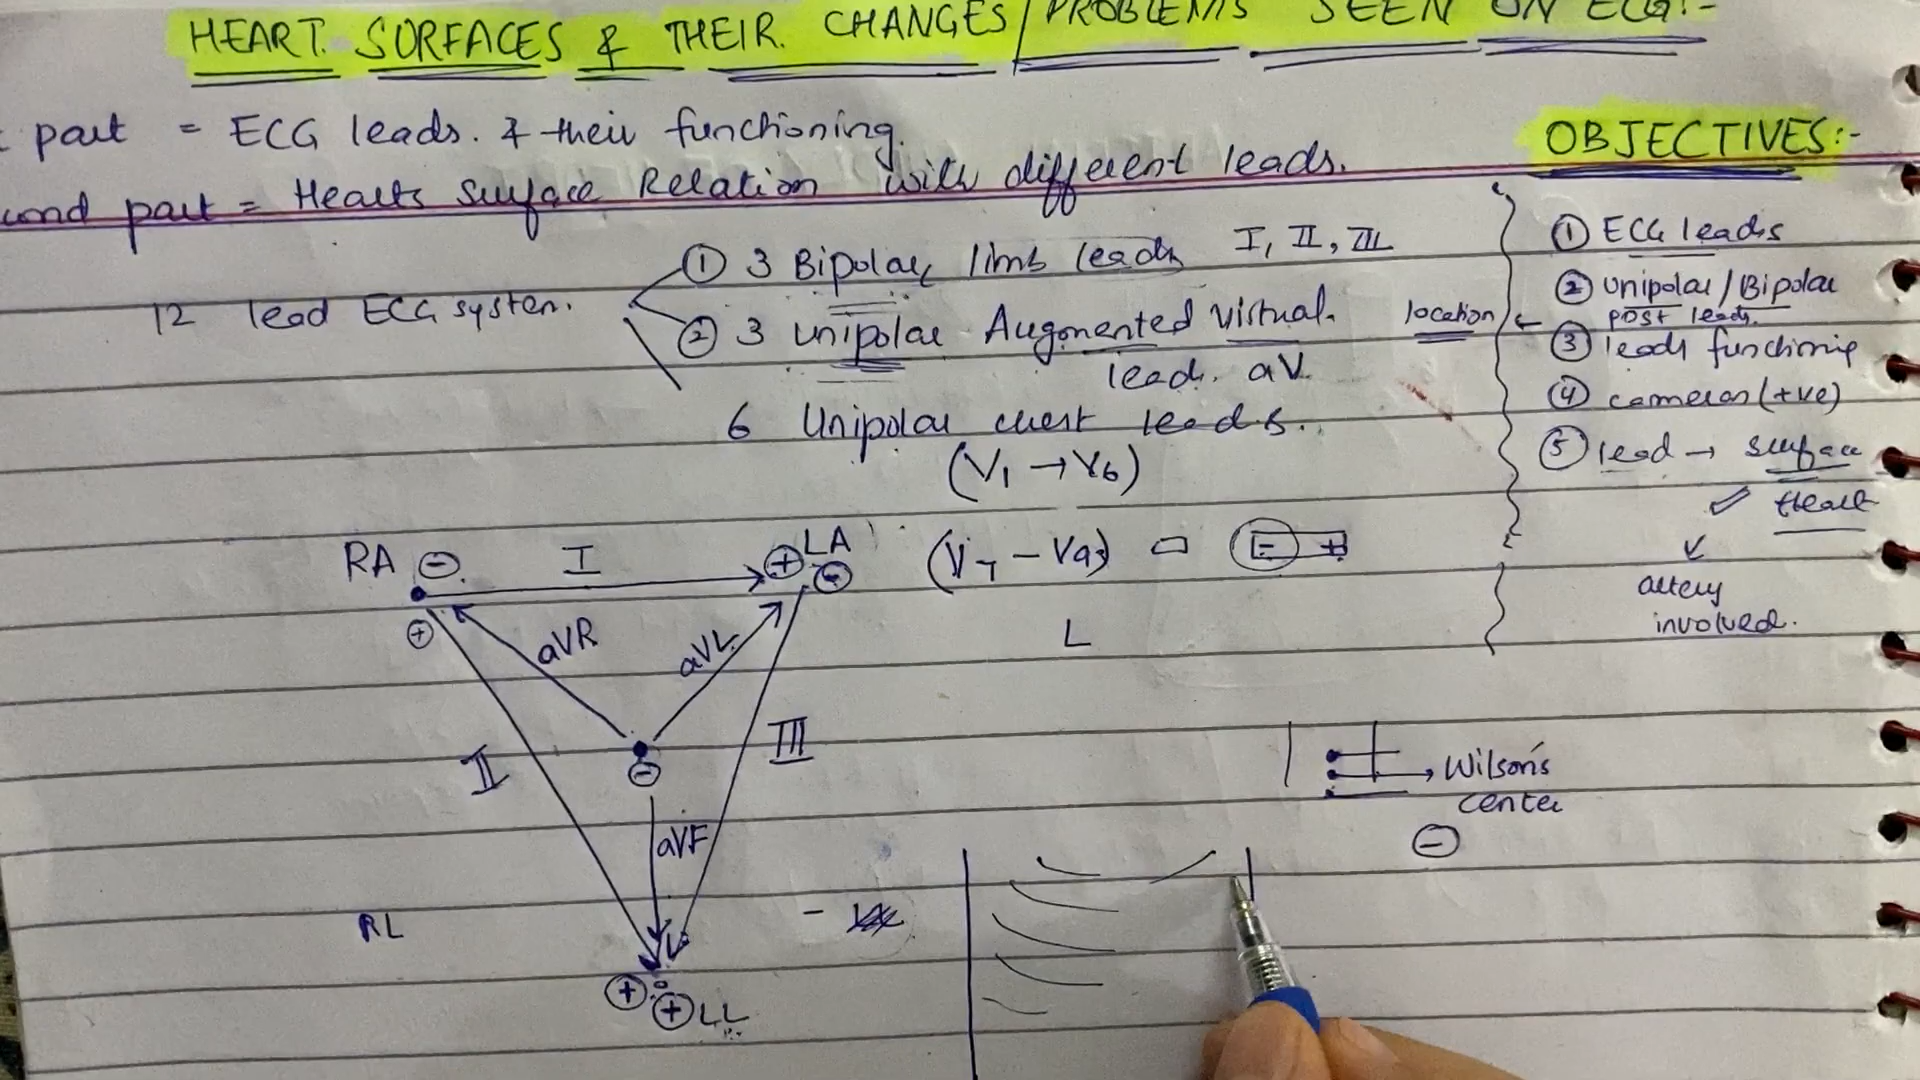 HEART SURFACES & THEIR CHANGES/PROBLEMS SEEN ON ECG:-
part = ECG leads. & their functioning.
cond part = Hearts Surface Relation with different leads.
12 lead ECG system.
① 3 Bipolar limb leads I, II, III
② 3 unipolar Augmented virtual
lead. aV
6 Unipolar chest leads.
(V1 → V6)
location
OBJECTIVES:-
① ECG leads
② Unipolar/Bipolar
post leads.
③ leads functioning
④ cameras (+ve)
⑤ lead → surface
Heart
artery
involved.
RA ⊖ I ⊕ LA
(V7 - V9) - +
⊕ aVR aVL L
II III
⊖
→ Wilson's
center
⊖
aVF
RL -
⊕ ⊕ LL